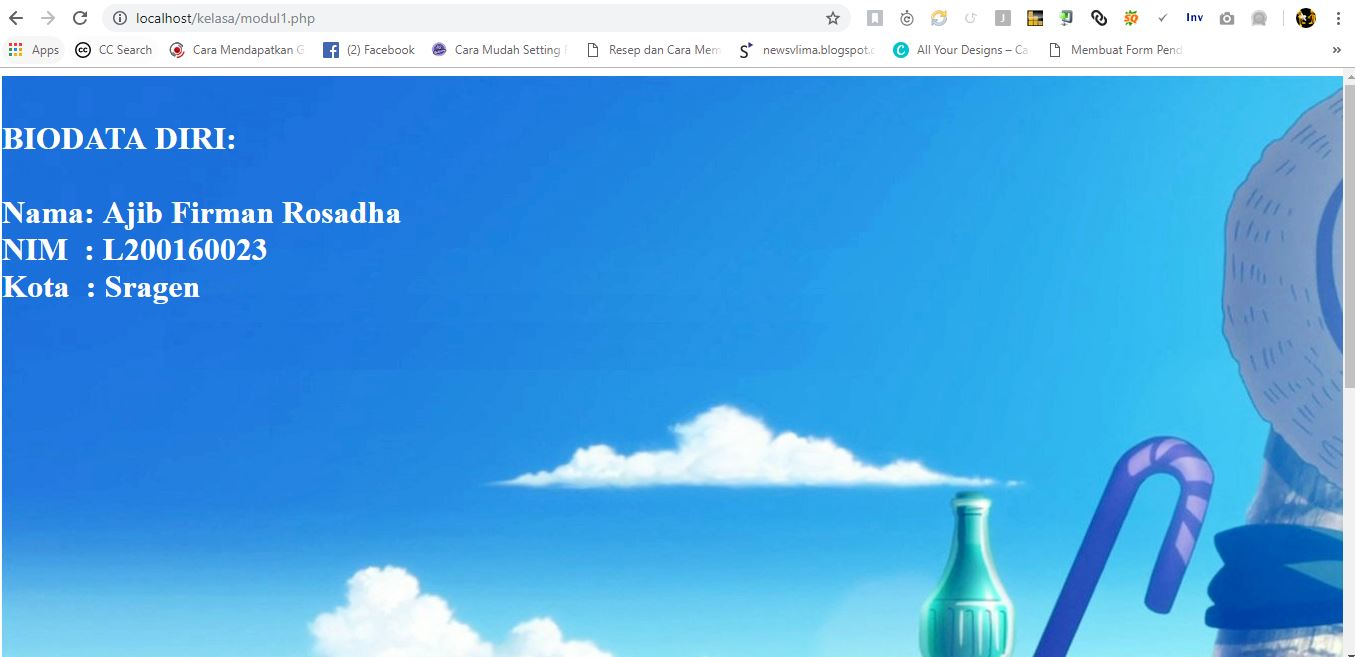 localhost/kelasa/modul1.php
Inv
Apps
CC Search
Cara Mendapatkan G
(2) Facebook
Cara Mudah Setting
Resep dan Cara Mem
newsvlima.blogspot.c
All Your Designs – Ca
Membuat Form Pend
»
BIODATA DIRI:
Nama: Ajib Firman Rosadha
NIM : L200160023
Kota : Sragen